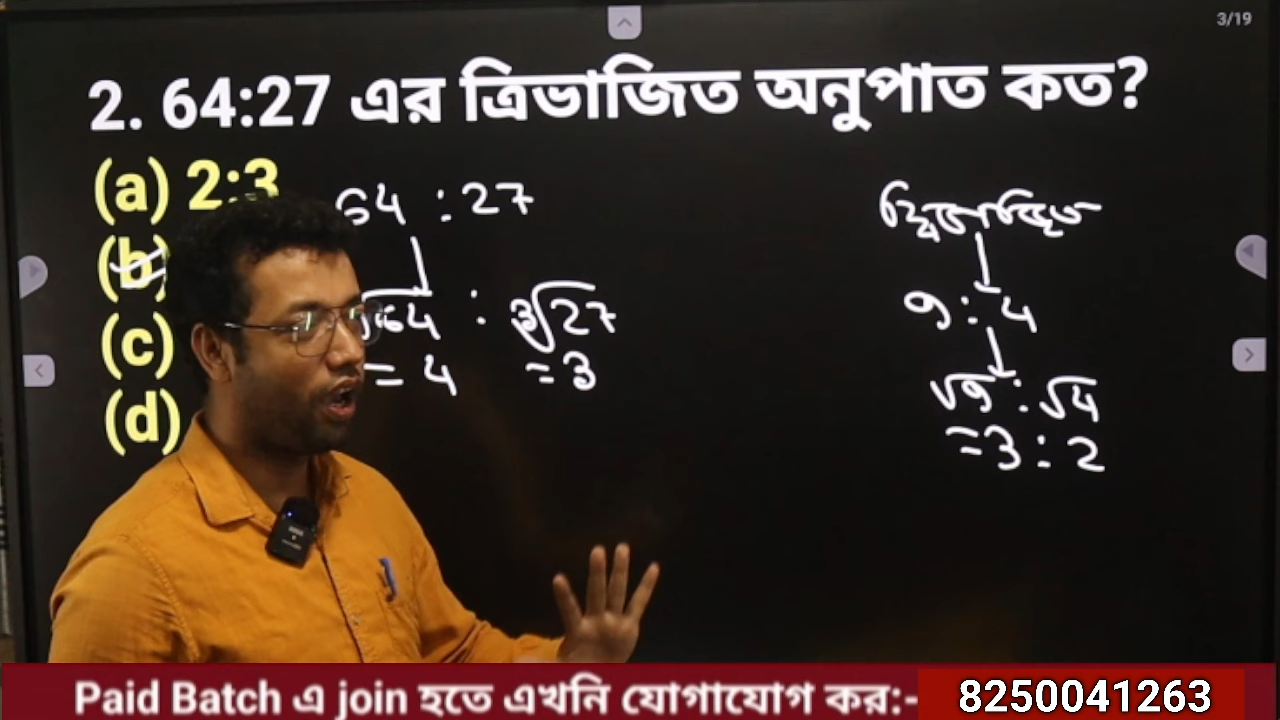 3/19
2. 64:27 এর ত্রিভাজিত অনুপাত কত?
(a) 2:3
(b)
(c)
(d)
64 : 27
√64 : ∛27
= 4 = 3
দ্বিভাজিত
9 : 4
√9 : √4
= 3 : 2
Paid Batch এ join হতে এখনি যোগাযোগ কর:- 8250041263